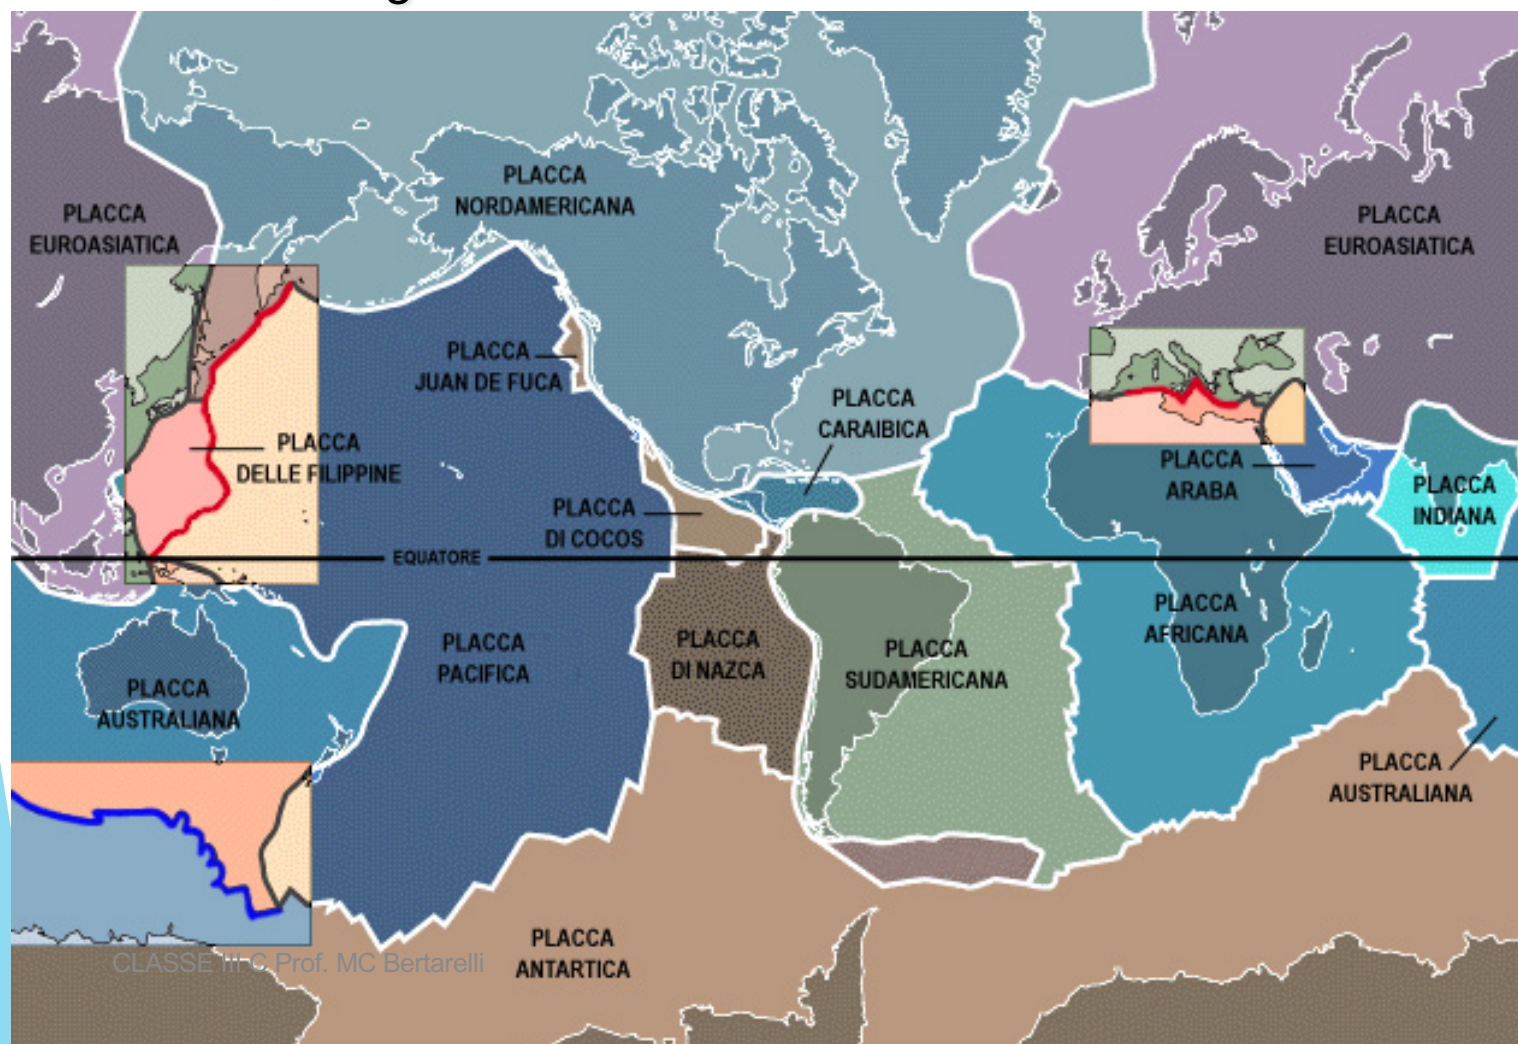 PLACCA
NORDAMERICANA
PLACCA
EUROASIATICA
PLACCA
EUROASIATICA
PLACCA
JUAN DE FUCA
PLACCA
CARAIBICA
PLACCA
DELLE FILIPPINE
PLACCA
ARABA
PLACCA
INDIANA
PLACCA
DI COCOS
EQUATORE
PLACCA
AFRICANA
PLACCA
PACIFICA
PLACCA
DI NAZCA
PLACCA
SUDAMERICANA
PLACCA
AUSTRALIANA
PLACCA
AUSTRALIANA
PLACCA
ANTARTICA
CLASSE III C Prof. MC Bertarelli